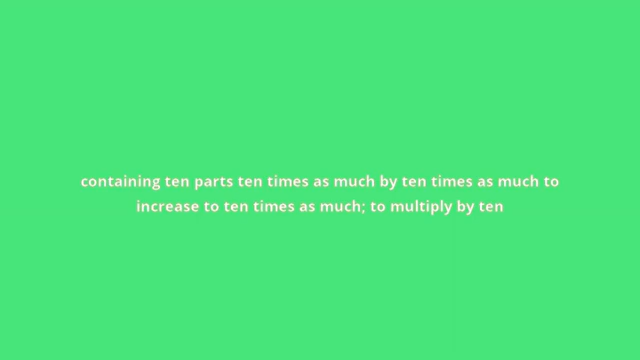 containing ten parts ten times as much by ten times as much to
increase to ten times as much; to multiply by ten